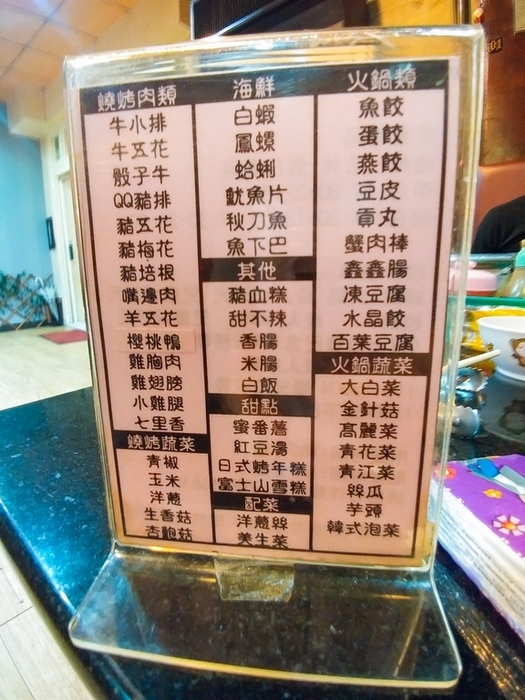 燒烤肉類
牛小排
牛五花
骰子牛
QQ豬排
豬五花
豬梅花
豬培根
嘴邊肉
羊五花
櫻桃鴨
雞胸肉
雞翅膀
小雞腿
七里香
燒烤蔬菜
青椒
玉米
洋蔥
生香菇
杏鮑菇
海鮮
白蝦
鳳螺
蛤蜊
魷魚片
秋刀魚
魚下巴
其他
豬血糕
甜不辣
香腸
米腸
白飯
甜點
蜜番薯
紅豆湯
日式烤年糕
富士山雪糕
配菜
洋蔥絲
美生菜
火鍋類
魚餃
蛋餃
燕餃
豆皮
貢丸
蟹肉棒
鑫鑫腸
凍豆腐
水晶餃
百葉豆腐
火鍋蔬菜
大白菜
金針菇
高麗菜
青花菜
青江菜
絲瓜
芋頭
韓式泡菜
01